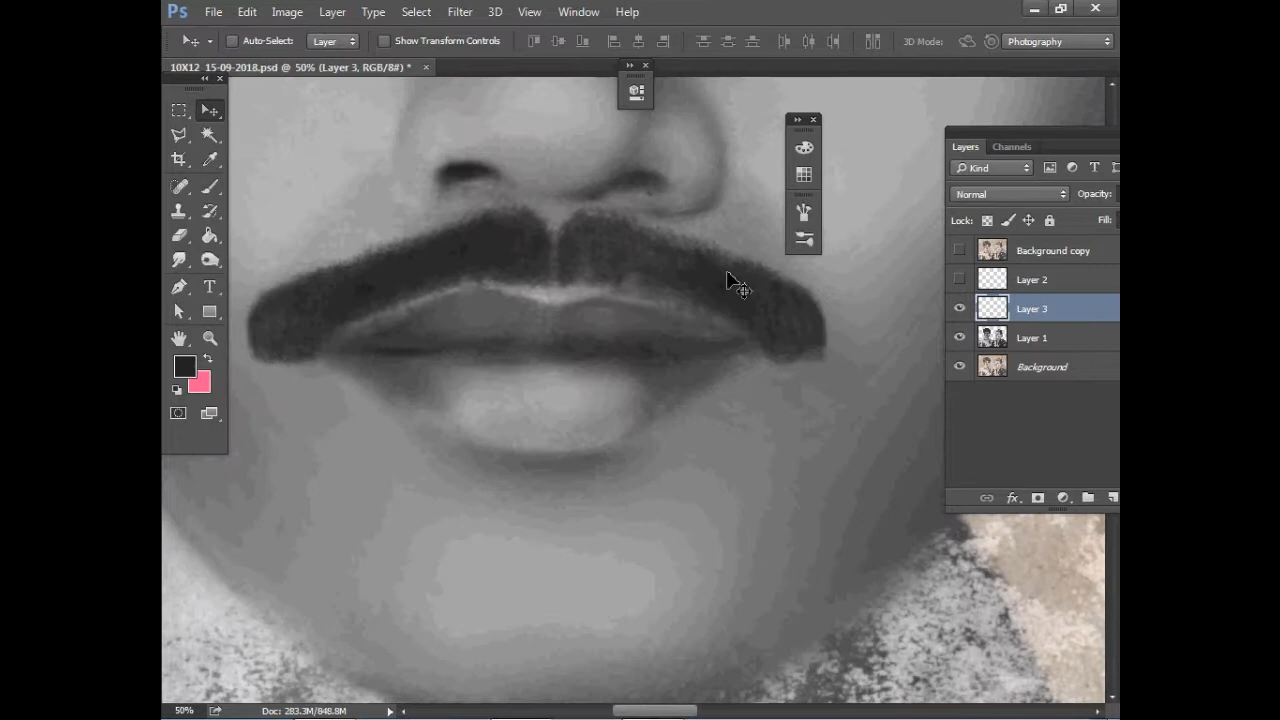 Ps File Edit Image Layer Type Select Filter 3D View Window Help
Auto-Select: Layer Show Transform Controls 3D Mode: Photography
10X12 15-09-2018.psd @ 50% (Layer 3, RGB/8#) *
Layers Channels
Kind
Normal Opacity:
Lock: Fill:
Background copy
Layer 2
Layer 3
Layer 1
Background
fx
50% Doc: 283.3M/848.8M